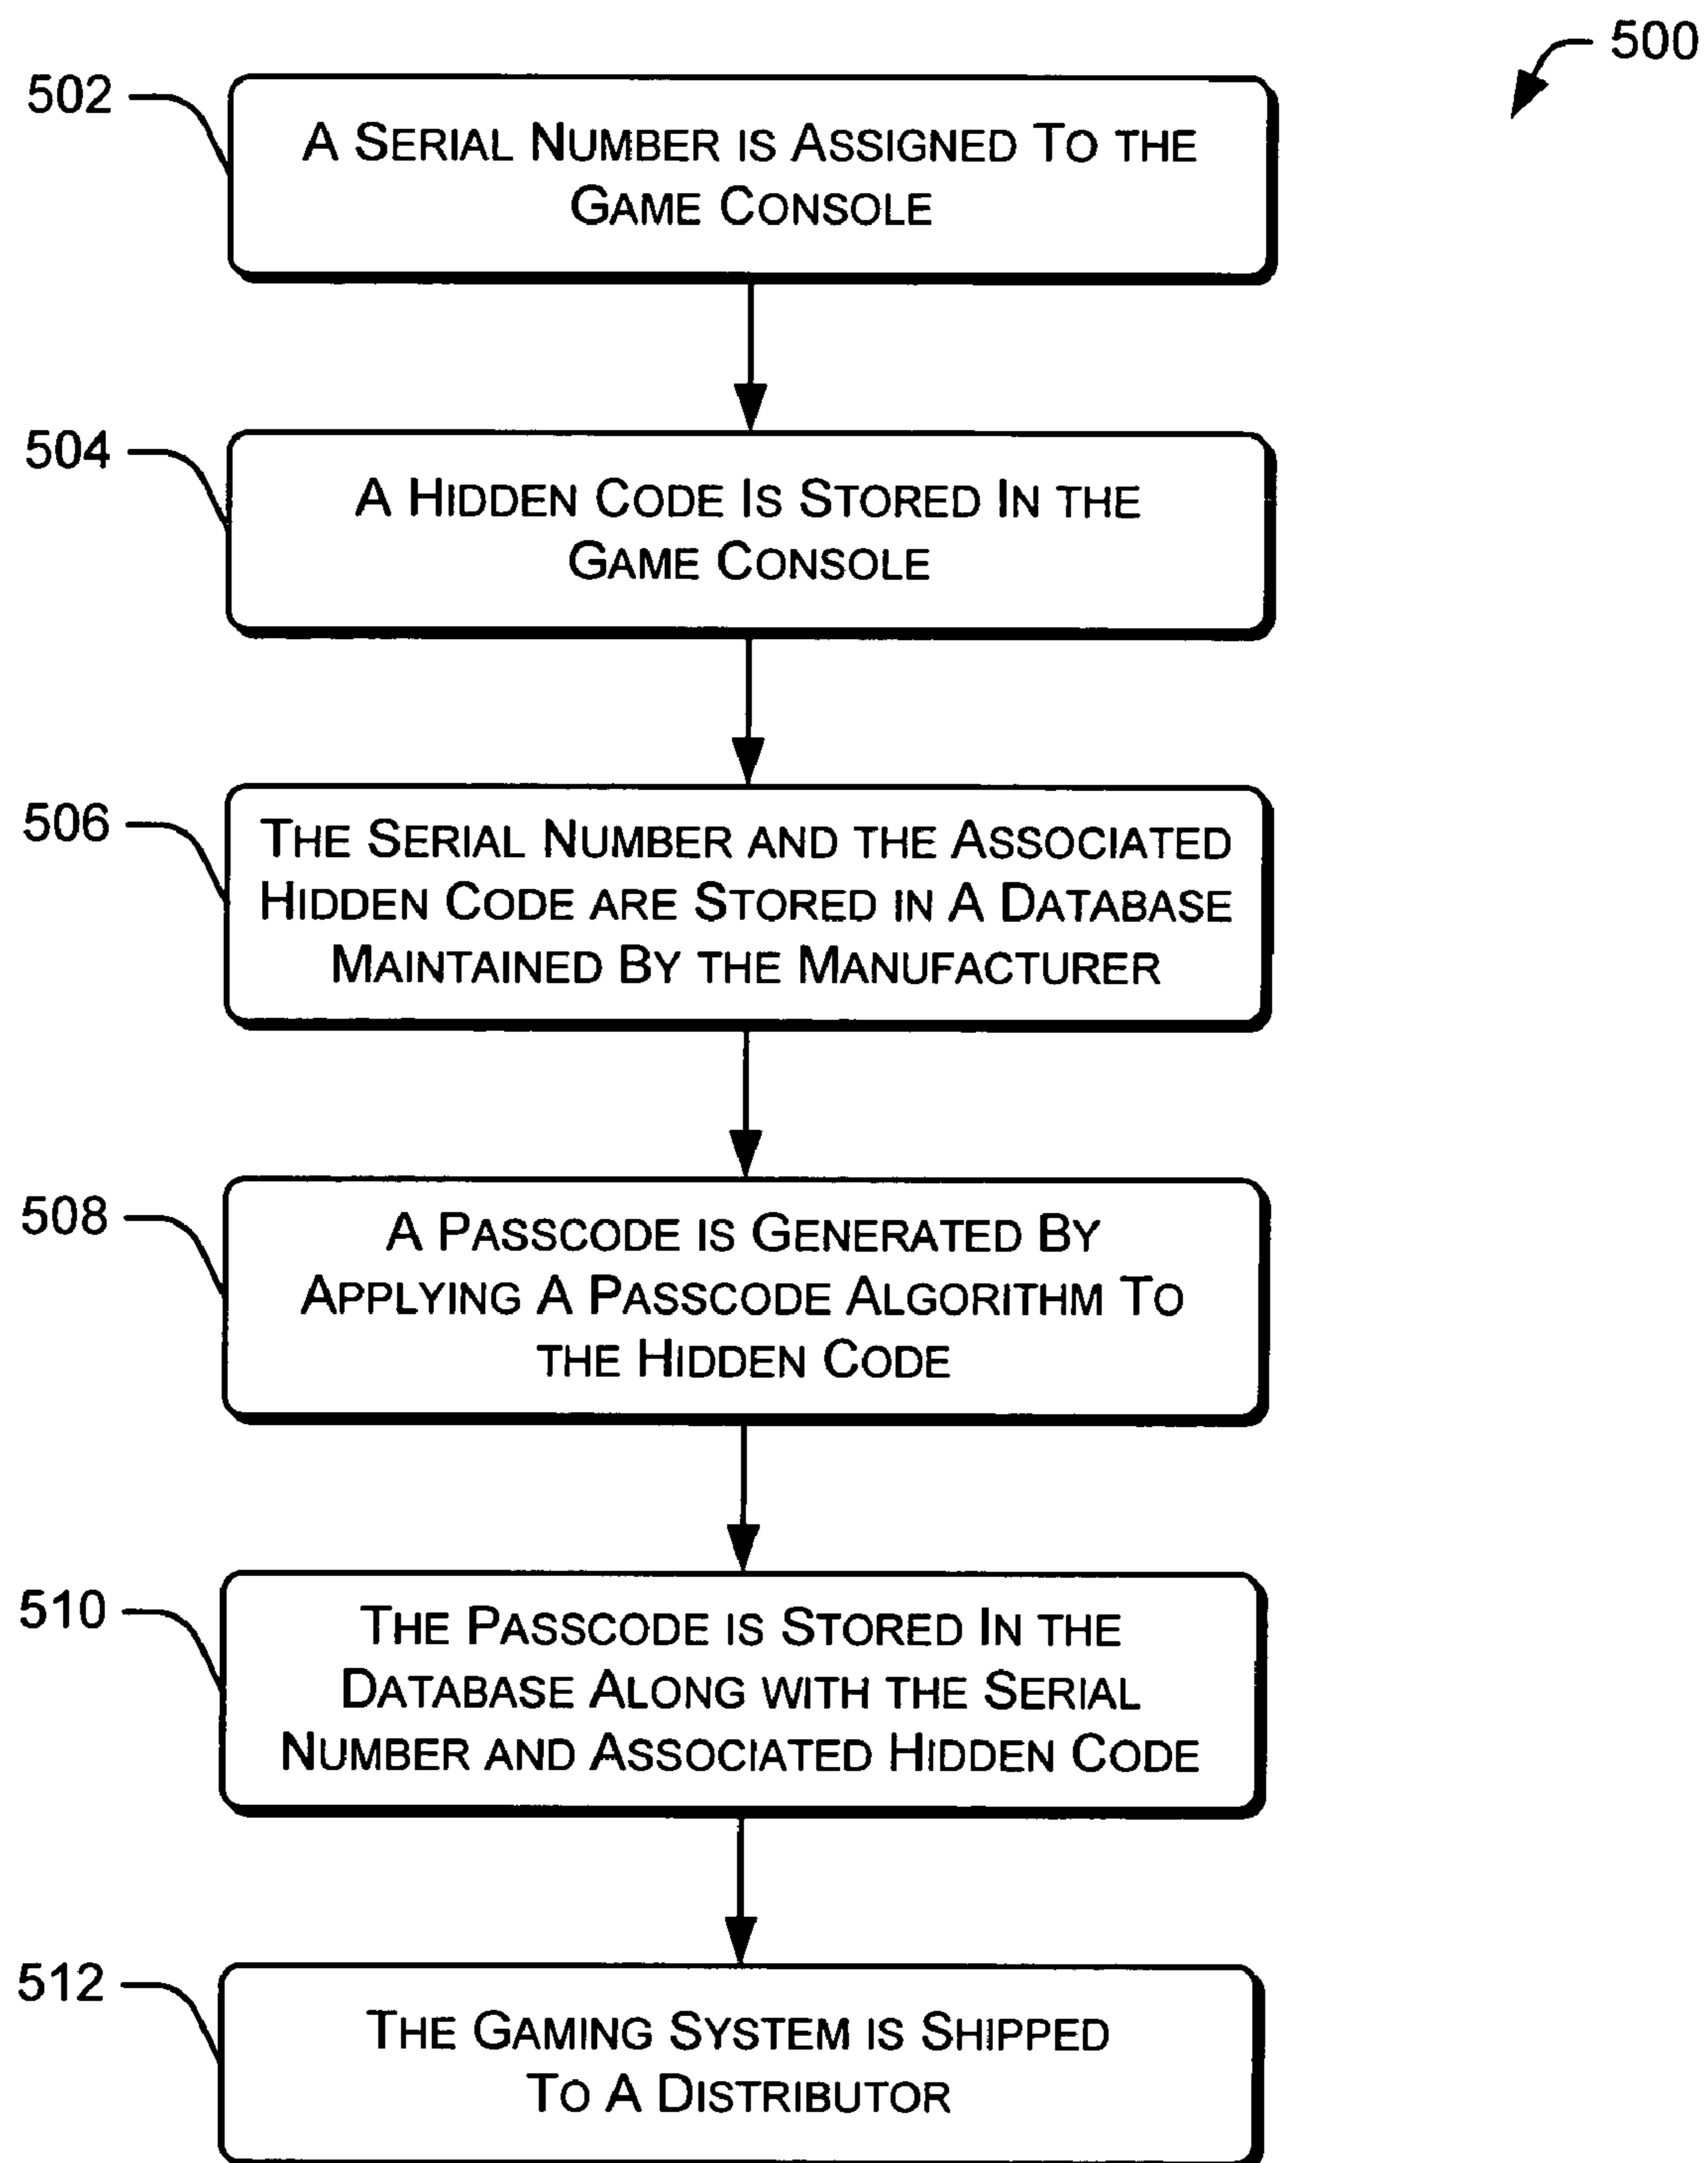 500
502
A SERIAL NUMBER IS ASSIGNED TO THE
GAME CONSOLE
504
A HIDDEN CODE IS STORED IN THE
GAME CONSOLE
506
THE SERIAL NUMBER AND THE ASSOCIATED
HIDDEN CODE ARE STORED IN A DATABASE
MAINTAINED BY THE MANUFACTURER
508
A PASSCODE IS GENERATED BY
APPLYING A PASSCODE ALGORITHM TO
THE HIDDEN CODE
510
THE PASSCODE IS STORED IN THE
DATABASE ALONG WITH THE SERIAL
NUMBER AND ASSOCIATED HIDDEN CODE
512
THE GAMING SYSTEM IS SHIPPED
TO A DISTRIBUTOR